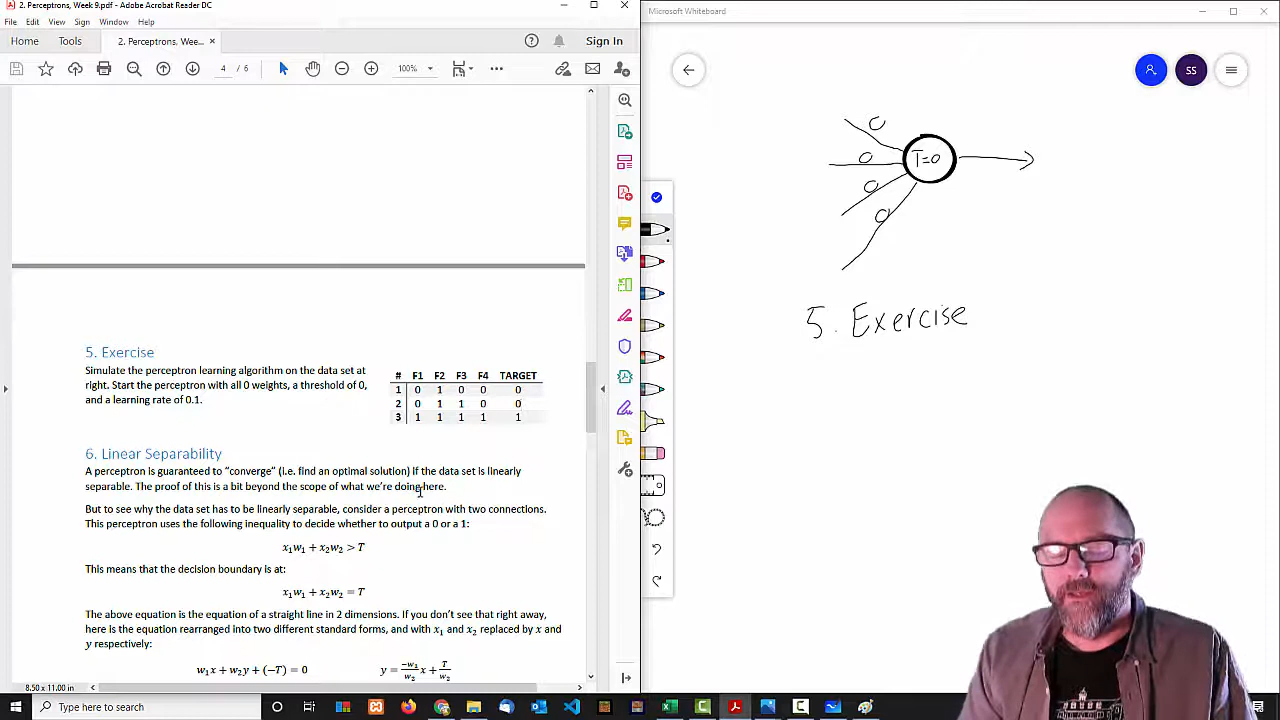 2. Perceptrons, Week 9.pdf - Adobe Acrobat Reader DC
File Edit View Sign Window Help
Home Tools 2. Perceptrons, Wee... × Sign In
4 / 6 100%
5. Exercise
Simulate the perceptron learning algorithm on the data set at
right. Start the perceptron with all 0 weights, a threshold of 0,
and a learning rate of 0.1.
# F1 F2 F3 F4 TARGET
1 0 1 0 0 0
2 0 1 1 0 0
3 1 1 1 1 1
6. Linear Separability
A perceptron is guaranteed to “converge” (i.e. find an optimal solution) if the data set is linearly
separable. The proof of this is a bit beyond the scope of what we’re doing here.
But to see why the data set has to be linearly separable, consider a perceptron with two connections.
This perceptron uses the following inequality to decide whether to output a 0 or a 1:
x₁w₁ + x₂w₂ > T
This means that the decision boundary is at:
x₁w₁ + x₂w₂ = T
The above equation is the equation of a straight line in 2 dimensions. If you don’t see that right away,
here is the equation rearranged into two different standard forms, and with x₁ and x₂ replaced by x and
y respectively:
w₁x + w₂y + (−T) = 0 y = −w₁/w₂ x + T/w₂
8.50 x 11.00 in
Microsoft Whiteboard
SS
0
0
0
0
T=0
5. Exercise
Type here to search